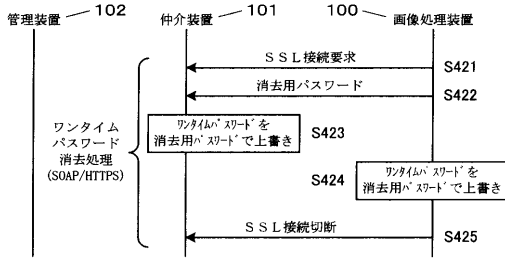 管理装置 102
仲介装置 101
100 画像処理装置
SSL接続要求 S421
消去用パスワード S422
ワンタイムパスワードを
消去用パスワードで上書き
S423
ワンタイム
パスワード
消去処理
(SOAP/HTTPS)
S424
ワンタイムパスワードを
消去用パスワードで上書き
SSL接続切断 S425